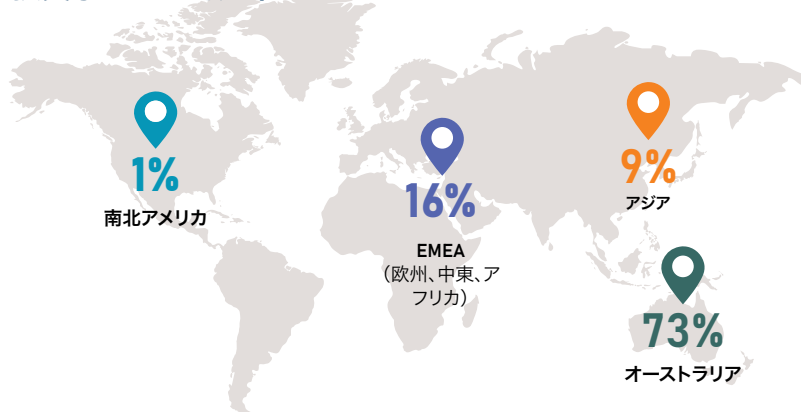 1%
南北アメリカ
16%
EMEA
（欧州、中東、ア
フリカ）
9%
アジア
73%
オーストラリア